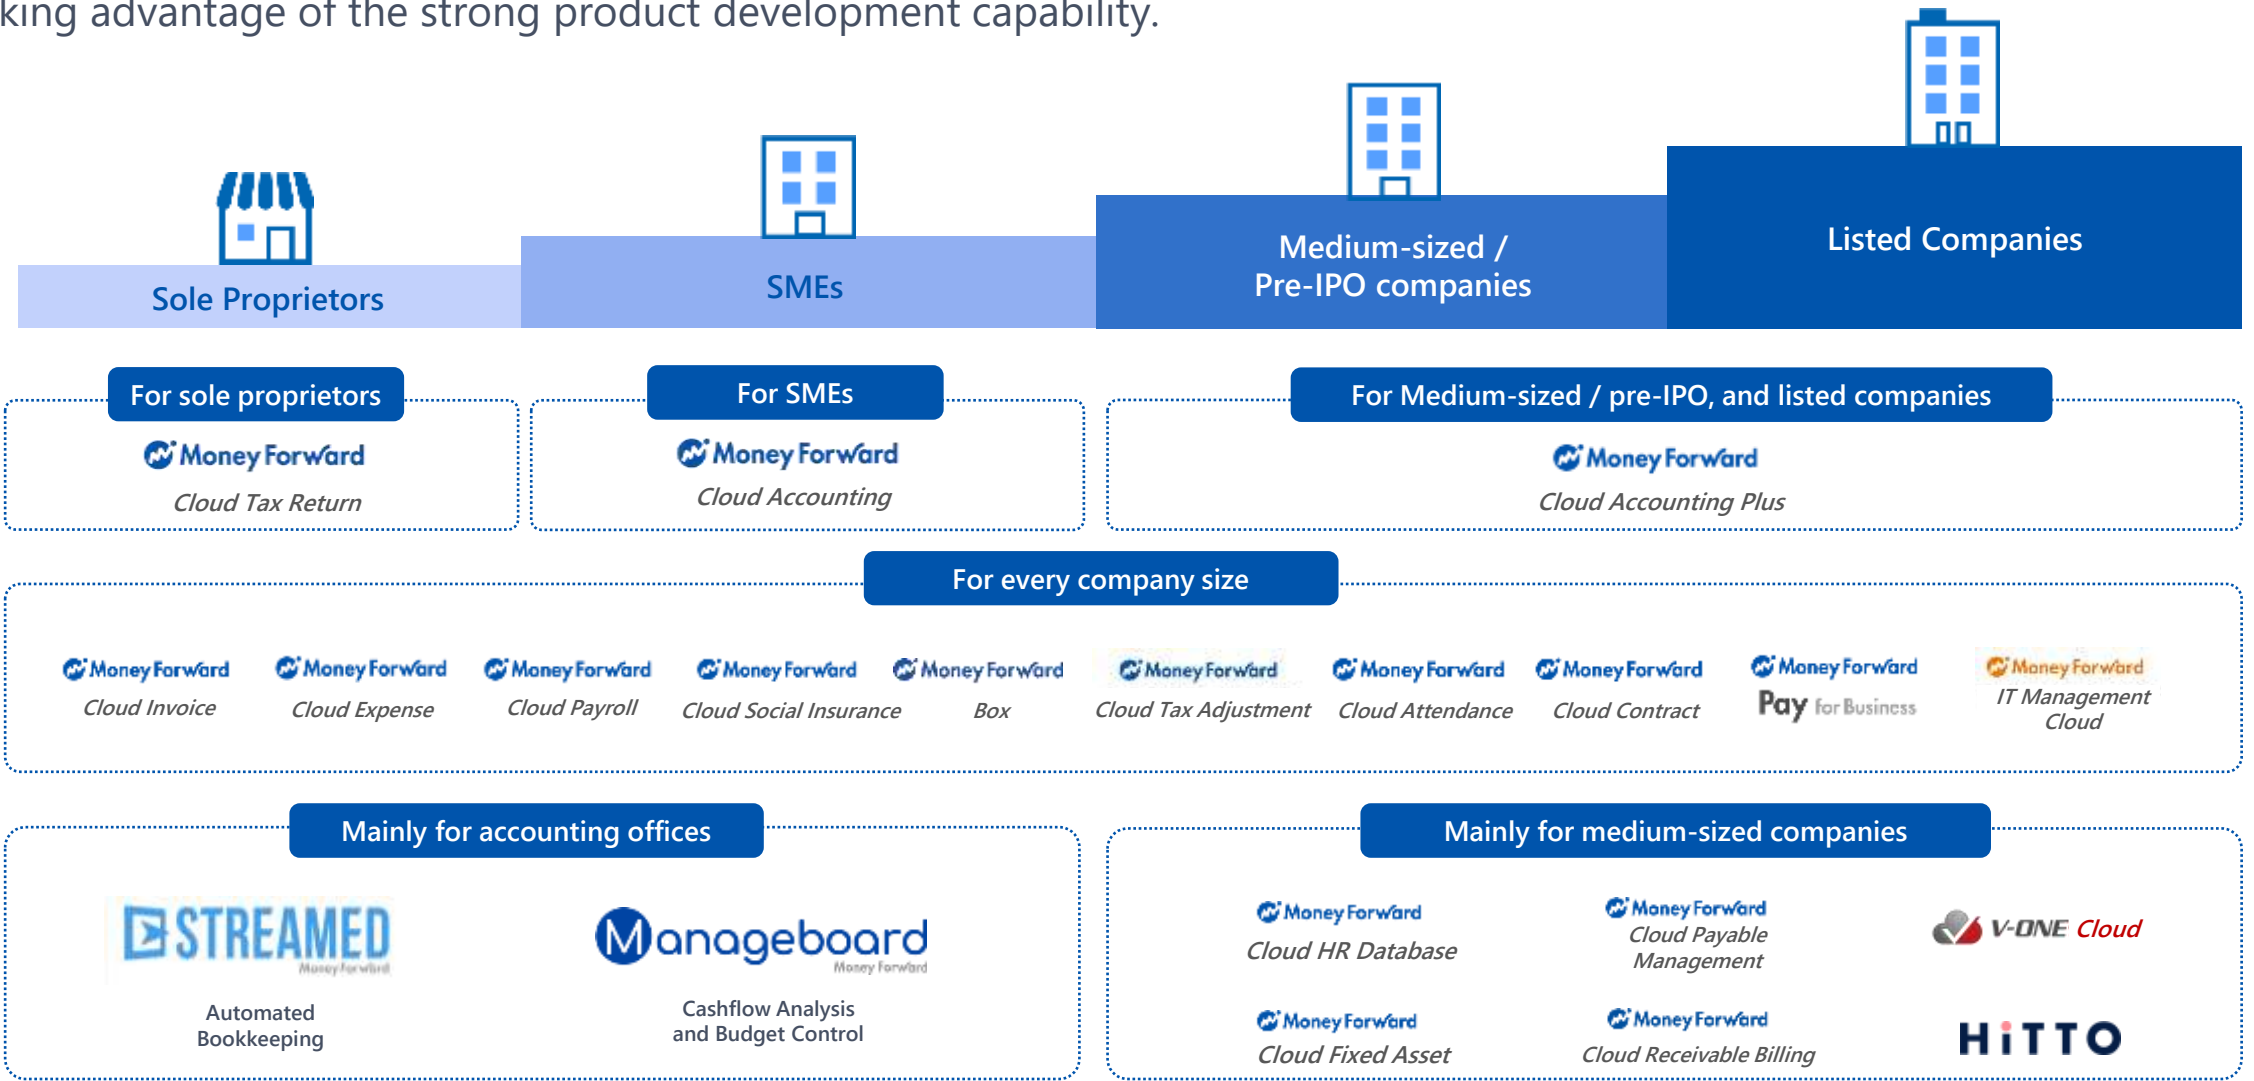 king advantage of the strong product development capability.
Sole Proprietors
SMEs
Medium-sized /
Pre-IPO companies
Listed Companies
For sole proprietors
Money Forward
Cloud Tax Return
For SMEs
Money Forward
Cloud Accounting
For Medium-sized / pre-IPO, and listed companies
Money Forward
Cloud Accounting Plus
For every company size
Money Forward
Cloud Invoice
Money Forward
Cloud Expense
Money Forward
Cloud Payroll
Money Forward
Cloud Social Insurance
Money Forward
Box
Money Forward
Cloud Tax Adjustment
Money Forward
Cloud Attendance
Money Forward
Cloud Contract
Money Forward
Pay for Business
Money Forward
IT Management
Cloud
Mainly for accounting offices
STREAMED
Money Forward
Automated
Bookkeeping
Manageboard
Money Forward
Cashflow Analysis
and Budget Control
Mainly for medium-sized companies
Money Forward
Cloud HR Database
Money Forward
Cloud Payable
Management
V-ONE Cloud
Money Forward
Cloud Fixed Asset
Money Forward
Cloud Receivable Billing
HiTTO